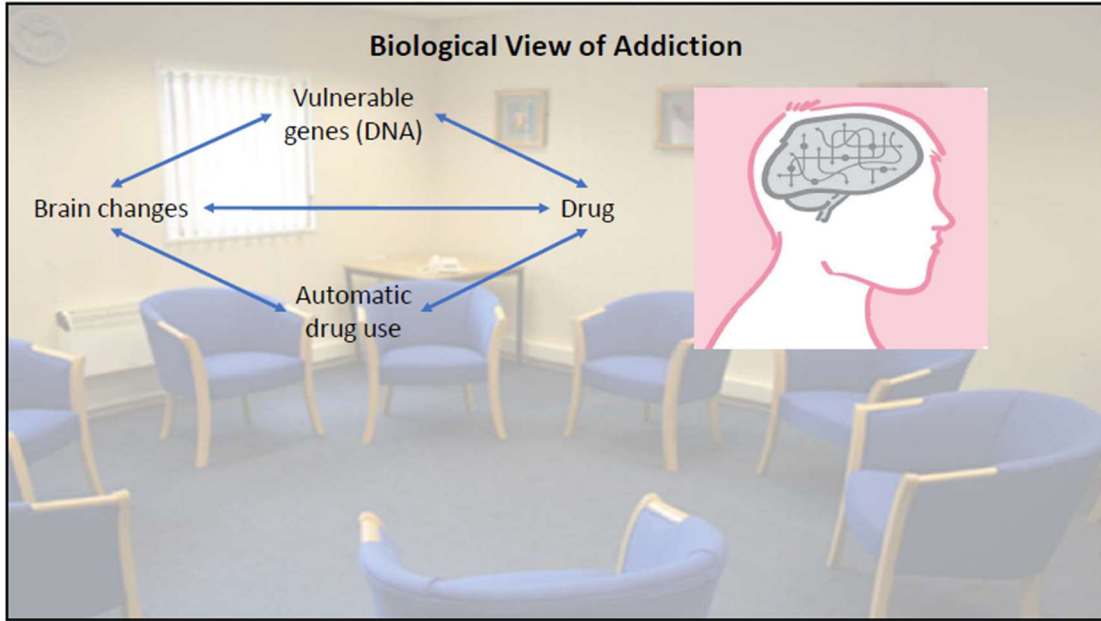 Biological View of Addiction
Vulnerable
genes (DNA)
Brain changes
Drug
Automatic
drug use